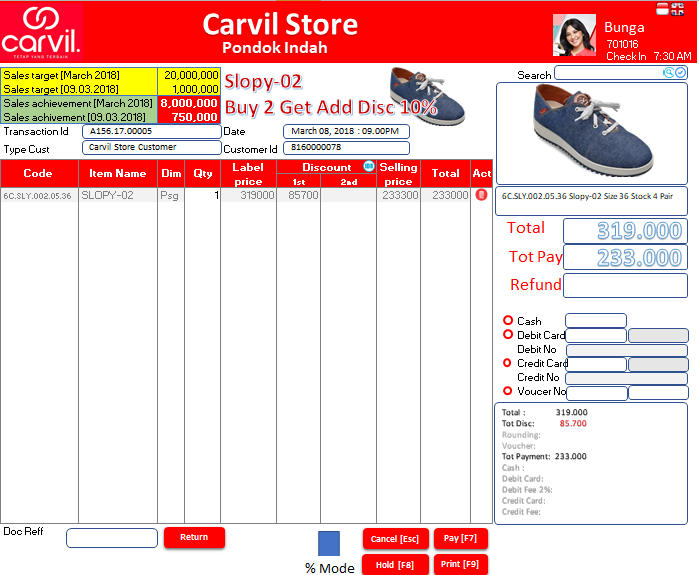 carvil.
TETAP YANG TERBAIK
Carvil Store
Pondok Indah
Bunga
701016
Check In 7:30 AM
Sales target [March 2018] 20,000,000
Sales target [09.03.2018] 1,000,000
Sales achievement [March 2018] 8,000,000
Sales achivement [09.03.2018] 750,000
Slopy-02
Buy 2 Get Add Disc 10%
Search
Transaction Id A156.17.00005 Date March 08, 2018 : 09.00PM
Type Cust Carvil Store Customer Customer Id 8160000078
Code Item Name Dim Qty Label price Discount 1st 2nd Selling price Total Act
6C.SLY.002.05.36 SLOPY-02 Psg 1 319000 85700 233300 233000
6C.SLY.002.05.36 Slopy-02 Size 36 Stock 4 Pair
Total 319.000
Tot Pay 233.000
Refund
Cash
Debit Card
Debit No
Credit Card
Credit No
Voucer No
Total : 319.000
Tot Disc: 85.700
Rounding:
Voucher:
Tot Payment: 233.000
Cash :
Debit Card:
Debit Fee 2%:
Credit Card:
Credit Fee:
Doc Reff
Return
% Mode
Cancel [Esc]
Pay [F7]
Hold [F8]
Print [F9]